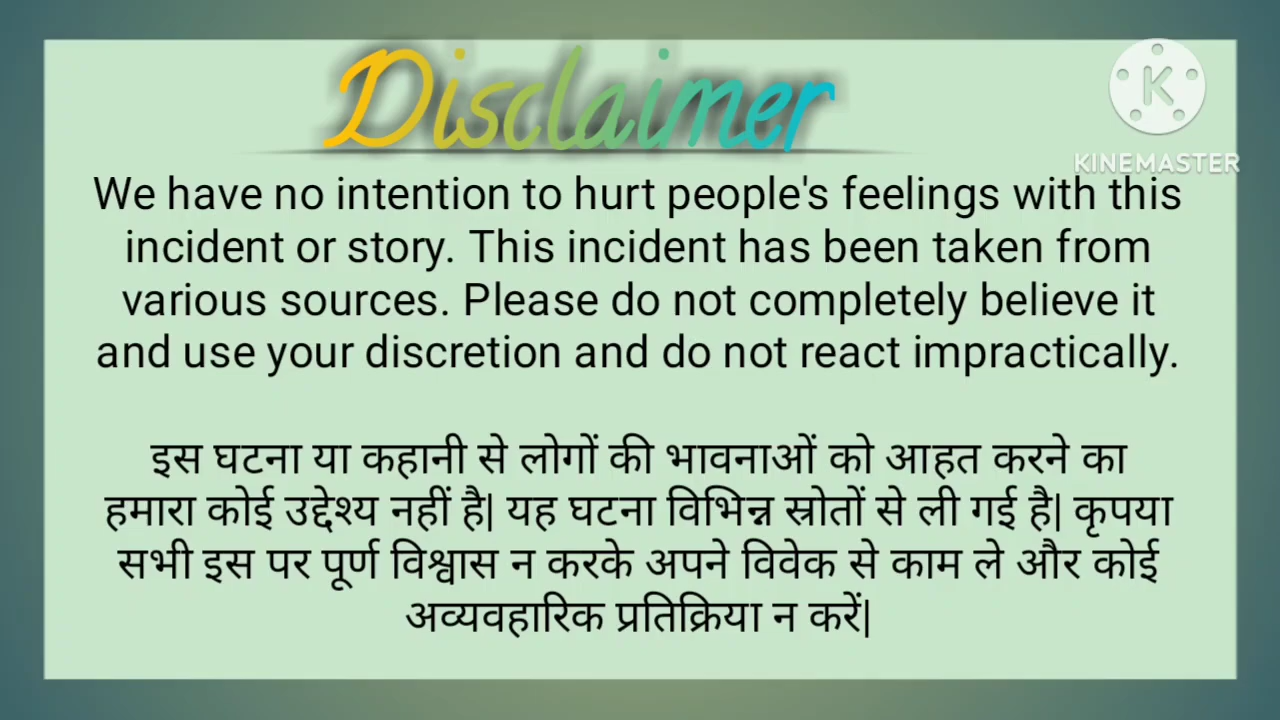 Disclaimer
K
KINEMASTER
We have no intention to hurt people's feelings with this
incident or story. This incident has been taken from
various sources. Please do not completely believe it
and use your discretion and do not react impractically.
इस घटना या कहानी से लोगों की भावनाओं को आहत करने का
हमारा कोई उद्देश्य नहीं है| यह घटना विभिन्न स्रोतों से ली गई है| कृपया
सभी इस पर पूर्ण विश्वास न करके अपने विवेक से काम ले और कोई
अव्यवहारिक प्रतिक्रिया न करें|